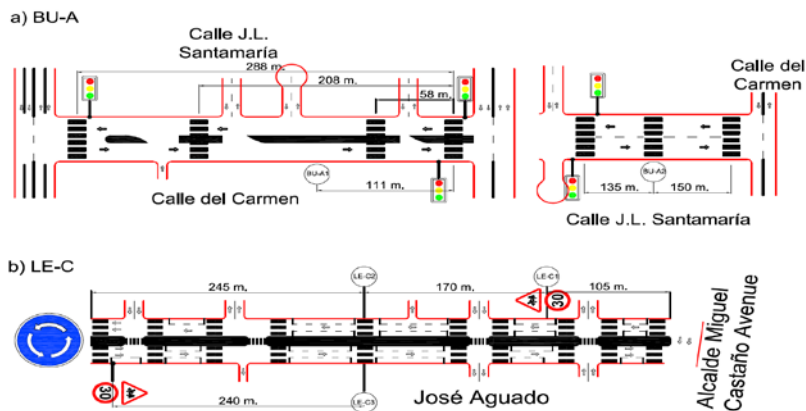 a) BU-A
Calle J.L.
Santamaría
288 m.
208 m.
58 m.
BU-A1
111 m.
Calle del Carmen
Calle del
Carmen
BU-A2
135 m.
150 m.
Calle J.L. Santamaría
b) LE-C
245 m.
LE-C2
170 m.
LE-C1
105 m.
30
30
240 m.
LE-C3
José Aguado
Alcalde Miguel
Castaño Avenue